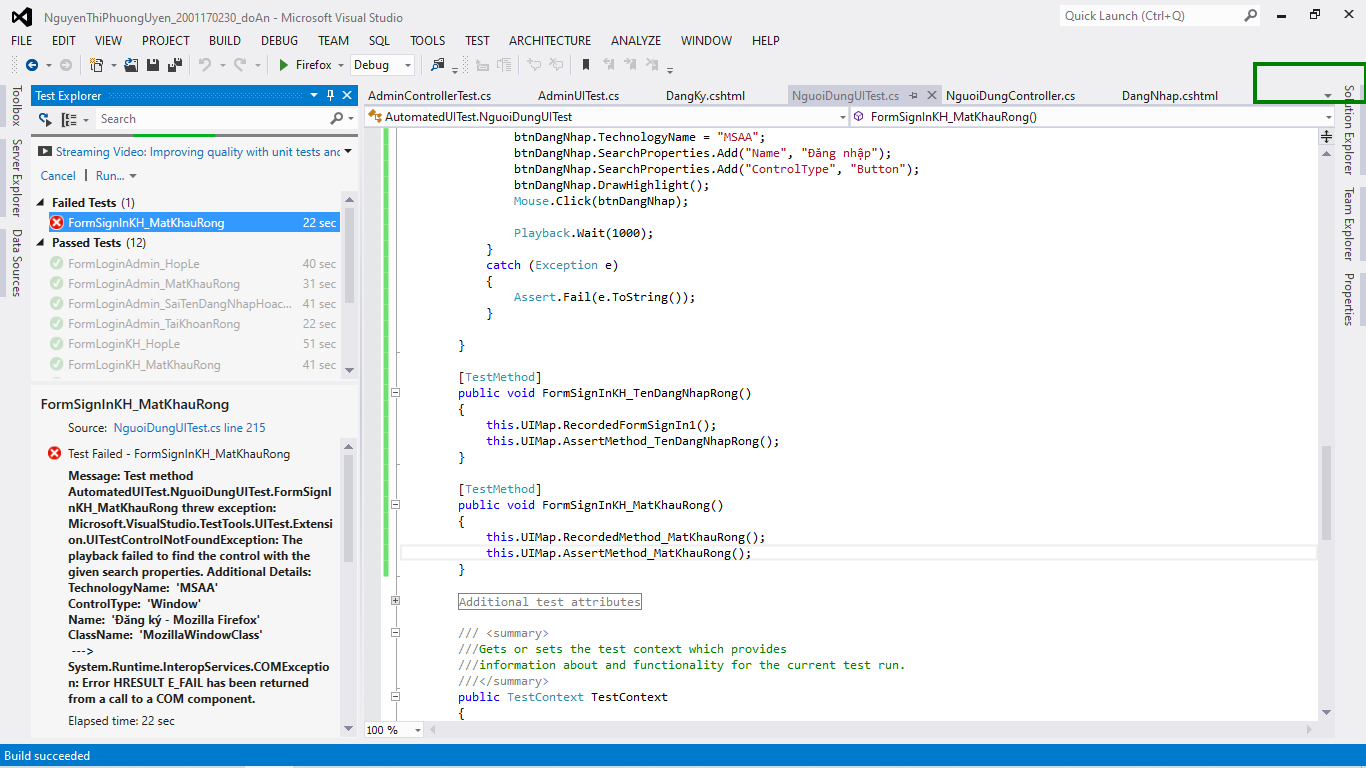 NguyenThiPhuongUyen_2001170230_doAn - Microsoft Visual Studio
Quick Launch (Ctrl+Q)
FILE EDIT VIEW PROJECT BUILD DEBUG TEAM SQL TOOLS TEST ARCHITECTURE ANALYZE WINDOW HELP
Firefox Debug
Toolbox
Server Explorer
Data Sources
Test Explorer
Search
Streaming Video: Improving quality with unit tests anc
Cancel | Run...
Failed Tests (1)
FormSignInKH_MatKhauRong 22 sec
Passed Tests (12)
FormLoginAdmin_HopLe 40 sec
FormLoginAdmin_MatKhauRong 31 sec
FormLoginAdmin_SaiTenDangNhapHoac... 41 sec
FormLoginAdmin_TaiKhoanRong 22 sec
FormLoginKH_HopLe 51 sec
FormLoginKH_MatKhauRong 41 sec
FormSignInKH_MatKhauRong
Source: NguoiDungUITest.cs line 215
Test Failed - FormSignInKH_MatKhauRong
Message: Test method
AutomatedUITest.NguoiDungUITest.FormSignI
nKH_MatKhauRong threw exception:
Microsoft.VisualStudio.TestTools.UITest.Extensi
on.UITestControlNotFoundException: The
playback failed to find the control with the
given search properties. Additional Details:
TechnologyName: 'MSAA'
ControlType: 'Window'
Name: 'Đăng ký - Mozilla Firefox'
ClassName: 'MozillaWindowClass'
--->
System.Runtime.InteropServices.COMExceptio
n: Error HRESULT E_FAIL has been returned
from a call to a COM component.
Elapsed time: 22 sec
AdminControllerTest.cs AdminUITest.cs DangKy.cshtml NguoiDungUITest.cs NguoiDungController.cs DangNhap.cshtml
AutomatedUITest.NguoiDungUITest FormSignInKH_MatKhauRong()
btnDangNhap.TechnologyName = "MSAA";
btnDangNhap.SearchProperties.Add("Name", "Đăng nhập");
btnDangNhap.SearchProperties.Add("ControlType", "Button");
btnDangNhap.DrawHighlight();
Mouse.Click(btnDangNhap);
Playback.Wait(1000);
}
catch (Exception e)
{
Assert.Fail(e.ToString());
}
}
[TestMethod]
public void FormSignInKH_TenDangNhapRong()
{
this.UIMap.RecordedFormSignIn1();
this.UIMap.AssertMethod_TenDangNhapRong();
}
[TestMethod]
public void FormSignInKH_MatKhauRong()
{
this.UIMap.RecordedMethod_MatKhauRong();
this.UIMap.AssertMethod_MatKhauRong();
}
Additional test attributes
/// <summary>
///Gets or sets the test context which provides
///information about and functionality for the current test run.
///</summary>
public TestContext TestContext
{
100 %
Solution Explorer
Team Explorer
Properties
Build succeeded